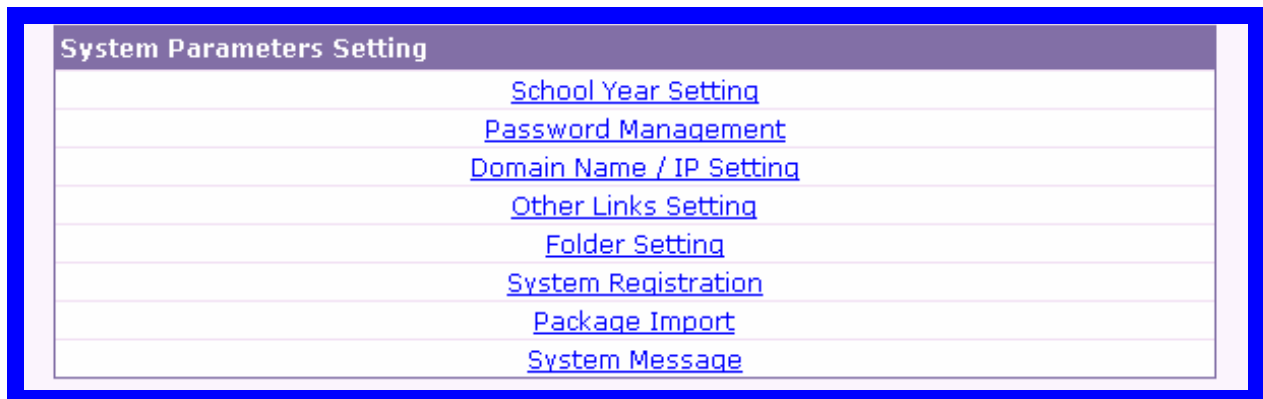 System Parameters Setting
School Year Setting
Password Management
Domain Name / IP Setting
Other Links Setting
Folder Setting
System Registration
Package Import
System Message